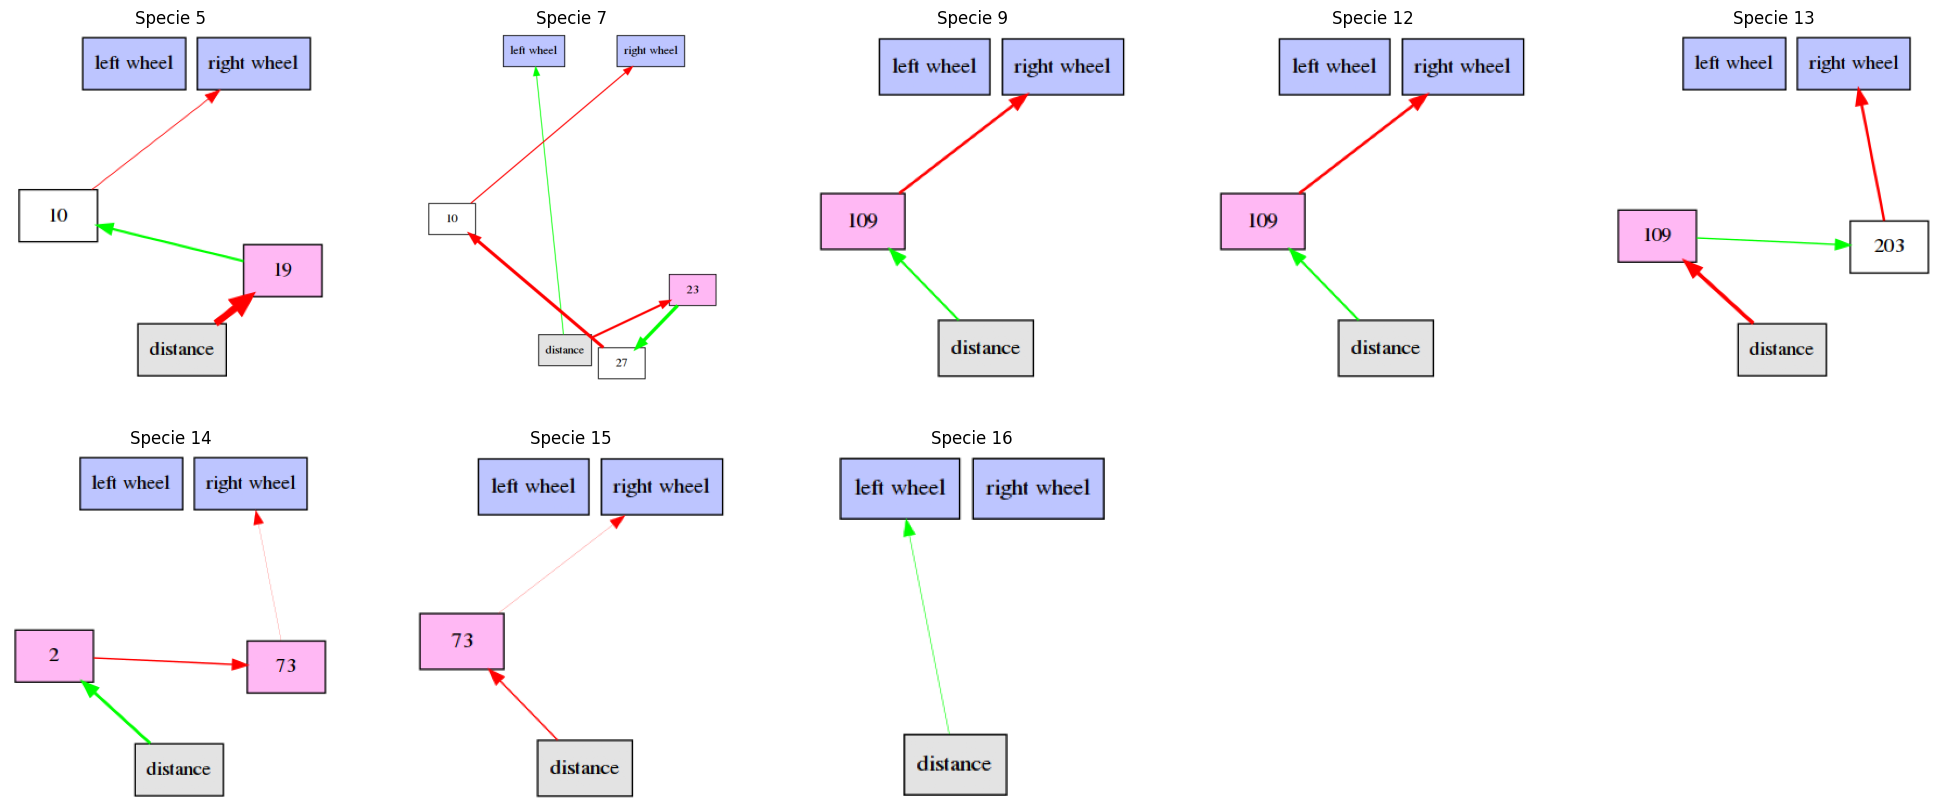 Specie 5
left wheel
right wheel
10
19
distance
Specie 7
left wheel
right wheel
10
23
distance
27
Specie 9
left wheel
right wheel
109
distance
Specie 12
left wheel
right wheel
109
distance
Specie 13
left wheel
right wheel
109
203
distance
Specie 14
left wheel
right wheel
2
73
distance
Specie 15
left wheel
right wheel
73
distance
Specie 16
left wheel
right wheel
distance